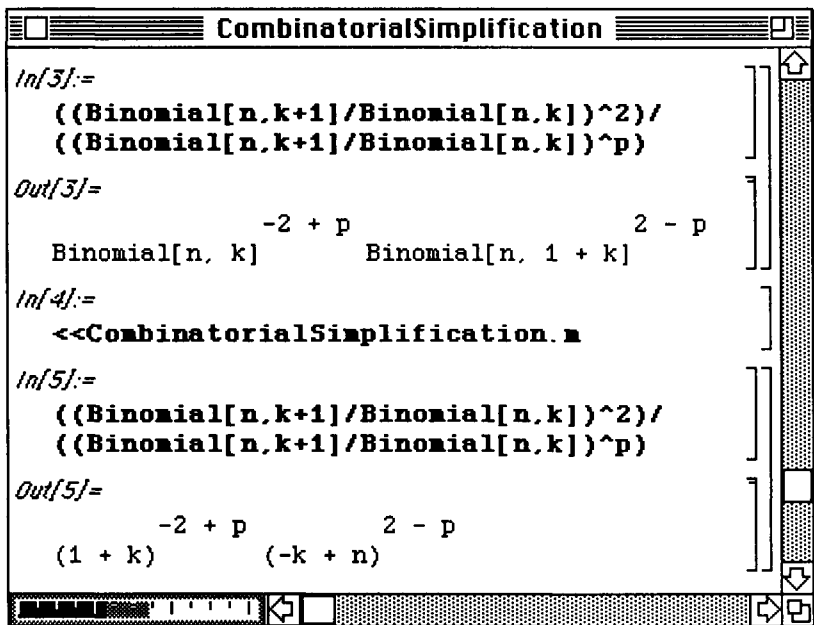 CombinatorialSimplification
In[3]:=
((Binomial[n,k+1]/Binomial[n,k])^2)/
((Binomial[n,k+1]/Binomial[n,k])^p)
Out[3]=
-2 + p 2 - p
Binomial[n, k] Binomial[n, 1 + k]
In[4]:=
<<CombinatorialSimplification.m
In[5]:=
((Binomial[n,k+1]/Binomial[n,k])^2)/
((Binomial[n,k+1]/Binomial[n,k])^p)
Out[5]=
-2 + p 2 - p
(1 + k) (-k + n)